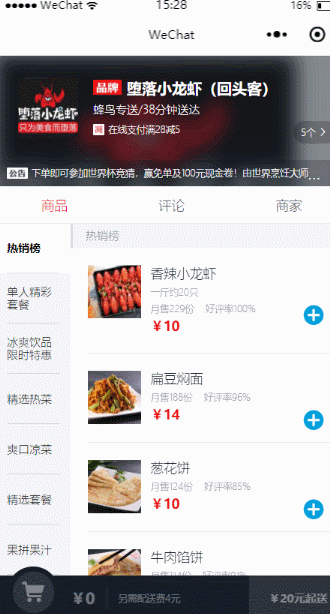 WeChat
15:28
16%
WeChat
品牌 堕落小龙虾（回头客）
蜂鸟专送/38分钟送达
减 在线支付满28减5
5个
只为美食而堕落
公告 下单即可参加世界杯竞猜，赢免单及100元现金卷！由世界烹饪大师...
商品
评论
商家
热销榜
单人精彩
套餐
冰爽饮品
限时特惠
精选热菜
爽口凉菜
精选套餐
果拼果汁
热销榜
香辣小龙虾
一斤约20只
月售229份 好评率100%
￥10
扁豆焖面
月售188份 好评率96%
￥14
葱花饼
月售124份 好评率85%
￥10
牛肉馅饼
月售114份 好评率91%
￥0
另需配送费4元
￥20元起送